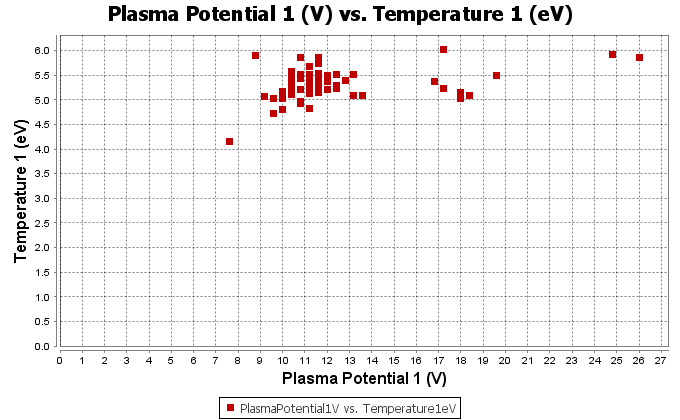 Plasma Potential 1 (V) vs. Temperature 1 (eV)
6.0
5.5
5.0
4.5
4.0
3.5
3.0
2.5
2.0
1.5
1.0
0.5
0.0
Temperature 1 (eV)
0 1 2 3 4 5 6 7 8 9 10 11 12 13 14 15 16 17 18 19 20 21 22 23 24 25 26 27
Plasma Potential 1 (V)
PlasmaPotential1V vs. Temperature1eV